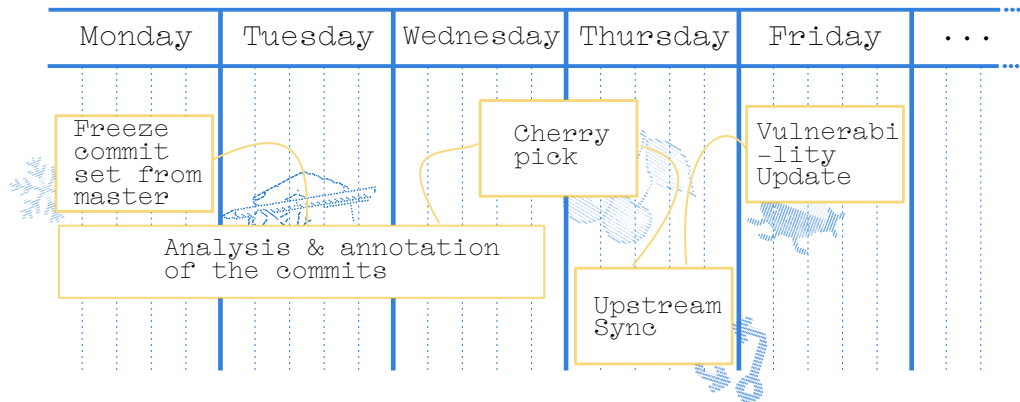 Monday Tuesday Wednesday Thursday Friday ...
Freeze
commit
set from
master
Analysis & annotation
of the commits
Cherry
pick
Upstream
Sync
Vulnerabi
-lity
Update